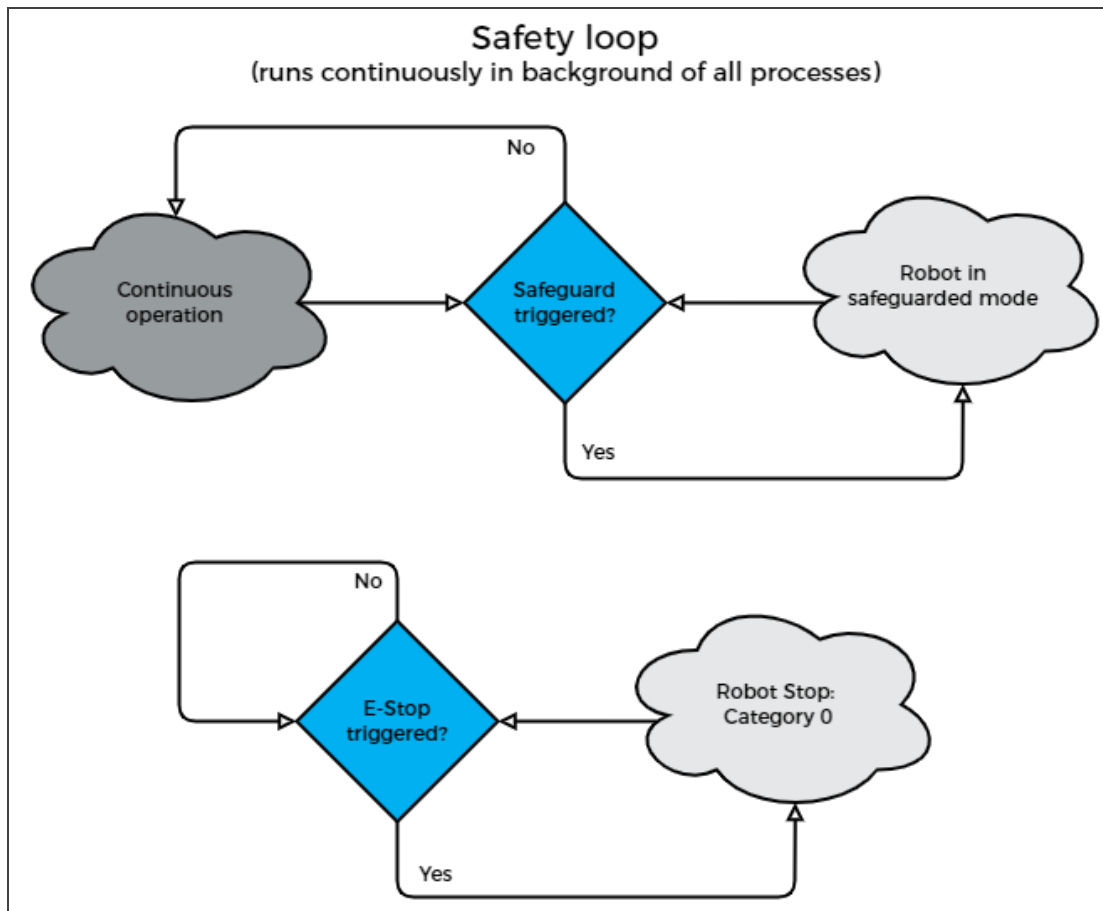 Safety loop
(runs continuously in background of all processes)
No
Continuous
operation
Safeguard
triggered?
Robot in
safeguarded mode
Yes
No
E-Stop
triggered?
Robot Stop:
Category 0
Yes